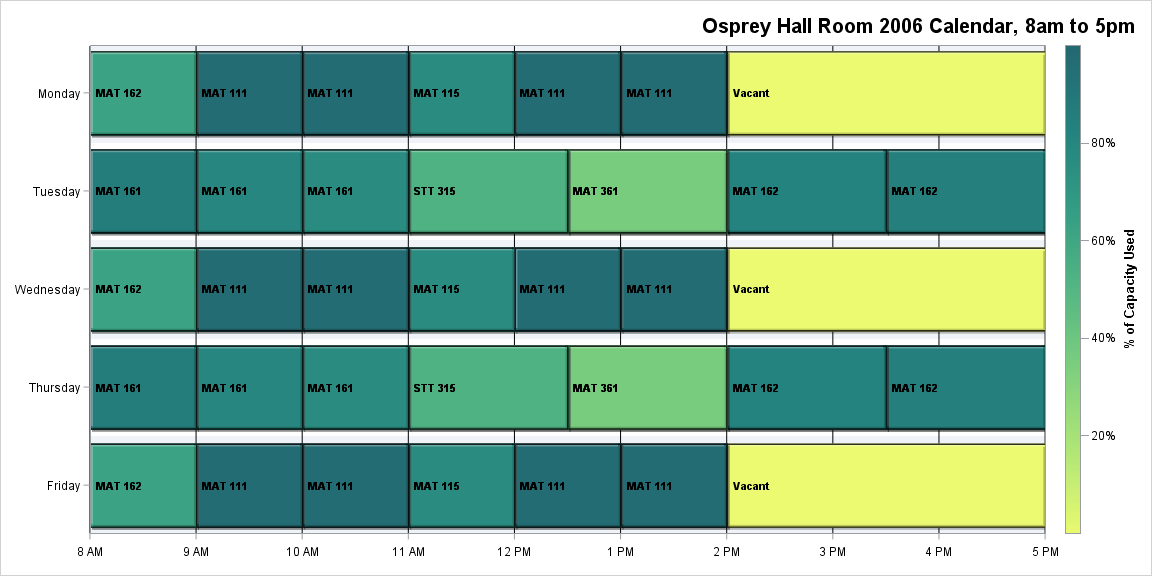 Osprey Hall Room 2006 Calendar, 8am to 5pm
Monday MAT 162 MAT 111 MAT 111 MAT 115 MAT 111 MAT 111 Vacant
80%
Tuesday MAT 161 MAT 161 MAT 161 STT 315 MAT 361 MAT 162 MAT 162
60%
Wednesday MAT 162 MAT 111 MAT 111 MAT 115 MAT 111 MAT 111 Vacant
% of Capacity Used
40%
Thursday MAT 161 MAT 161 MAT 161 STT 315 MAT 361 MAT 162 MAT 162
20%
Friday MAT 162 MAT 111 MAT 111 MAT 115 MAT 111 MAT 111 Vacant
8 AM 9 AM 10 AM 11 AM 12 PM 1 PM 2 PM 3 PM 4 PM 5 PM